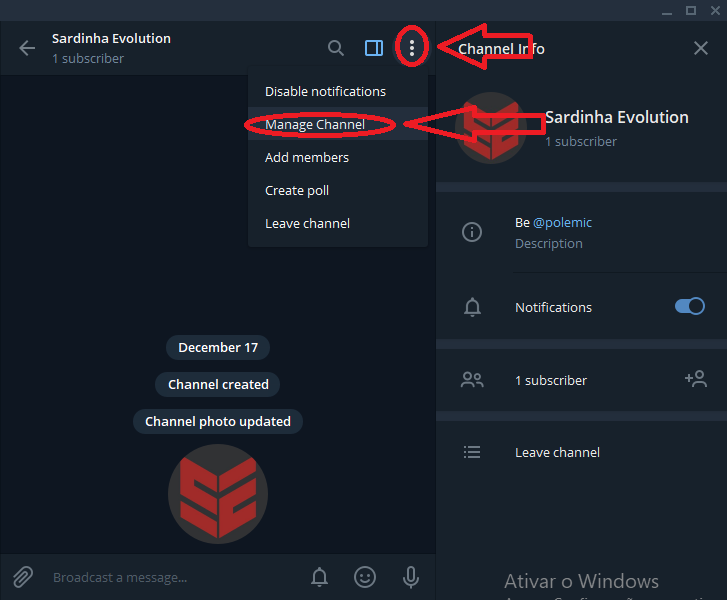 Sardinha Evolution
1 subscriber
Disable notifications
Manage Channel
Add members
Create poll
Leave channel
December 17
Channel created
Channel photo updated
Broadcast a message...
Channel Info
Sardinha Evolution
1 subscriber
Be @polemic
Description
Notifications
1 subscriber
Leave channel
Ativar o Windows